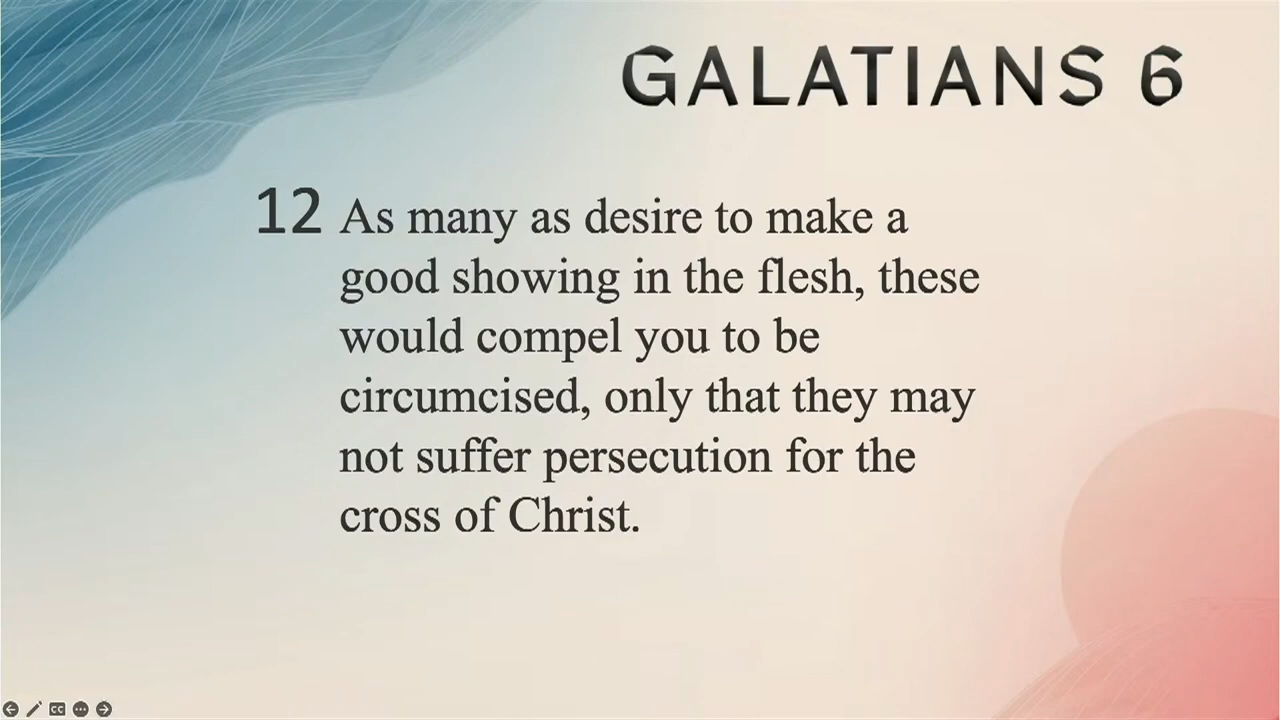 GALATIANS 6
12 As many as desire to make a
good showing in the flesh, these
would compel you to be
circumcised, only that they may
not suffer persecution for the
cross of Christ.
CC